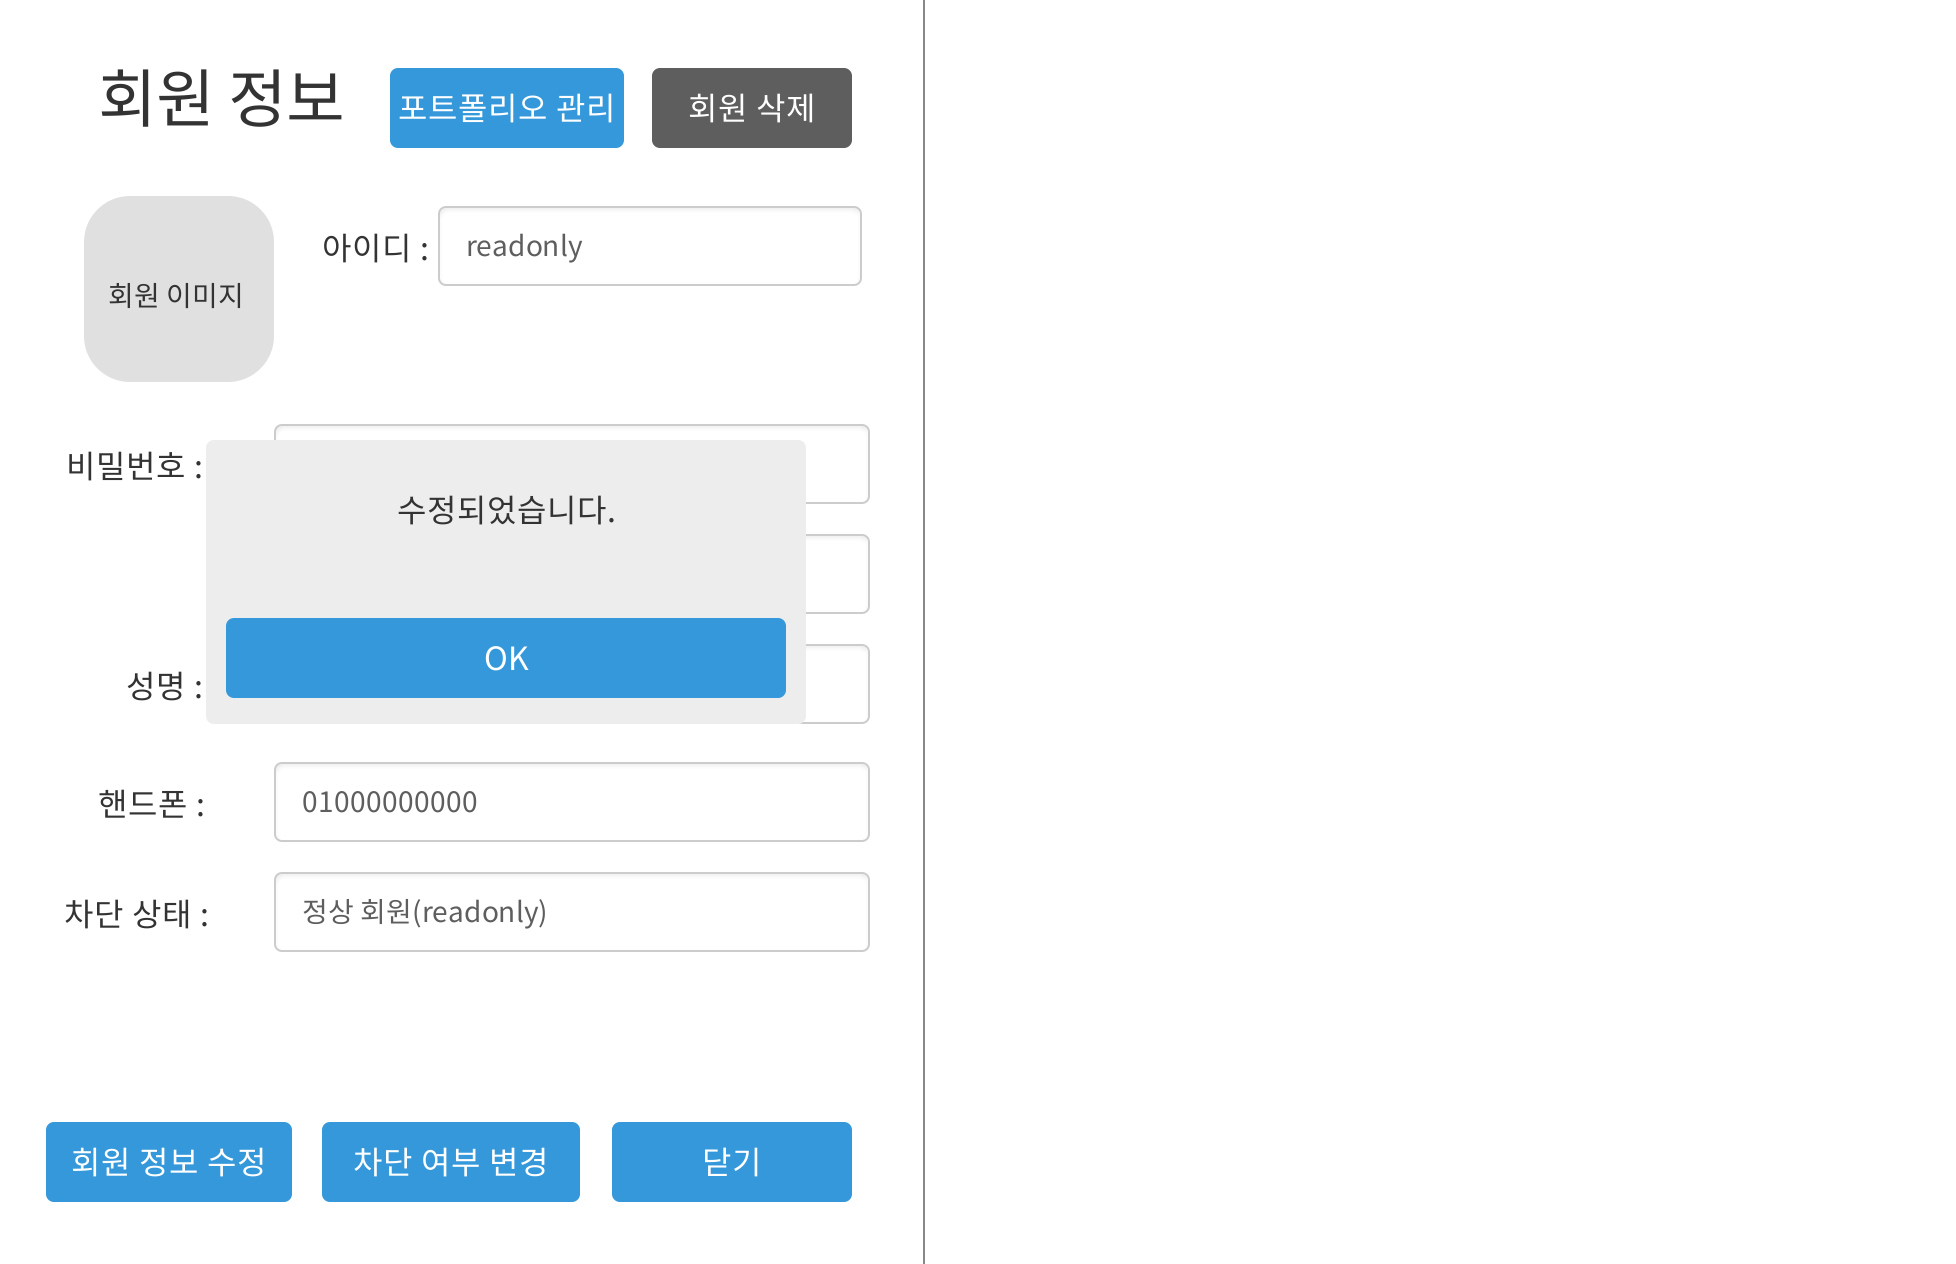 회원 정보
포트폴리오 관리
회원 삭제
회원 이미지
아이디 :
readonly
비밀번호 :
수정되었습니다.
OK
성명 :
핸드폰 :
01000000000
차단 상태 :
정상 회원(readonly)
회원 정보 수정
차단 여부 변경
닫기